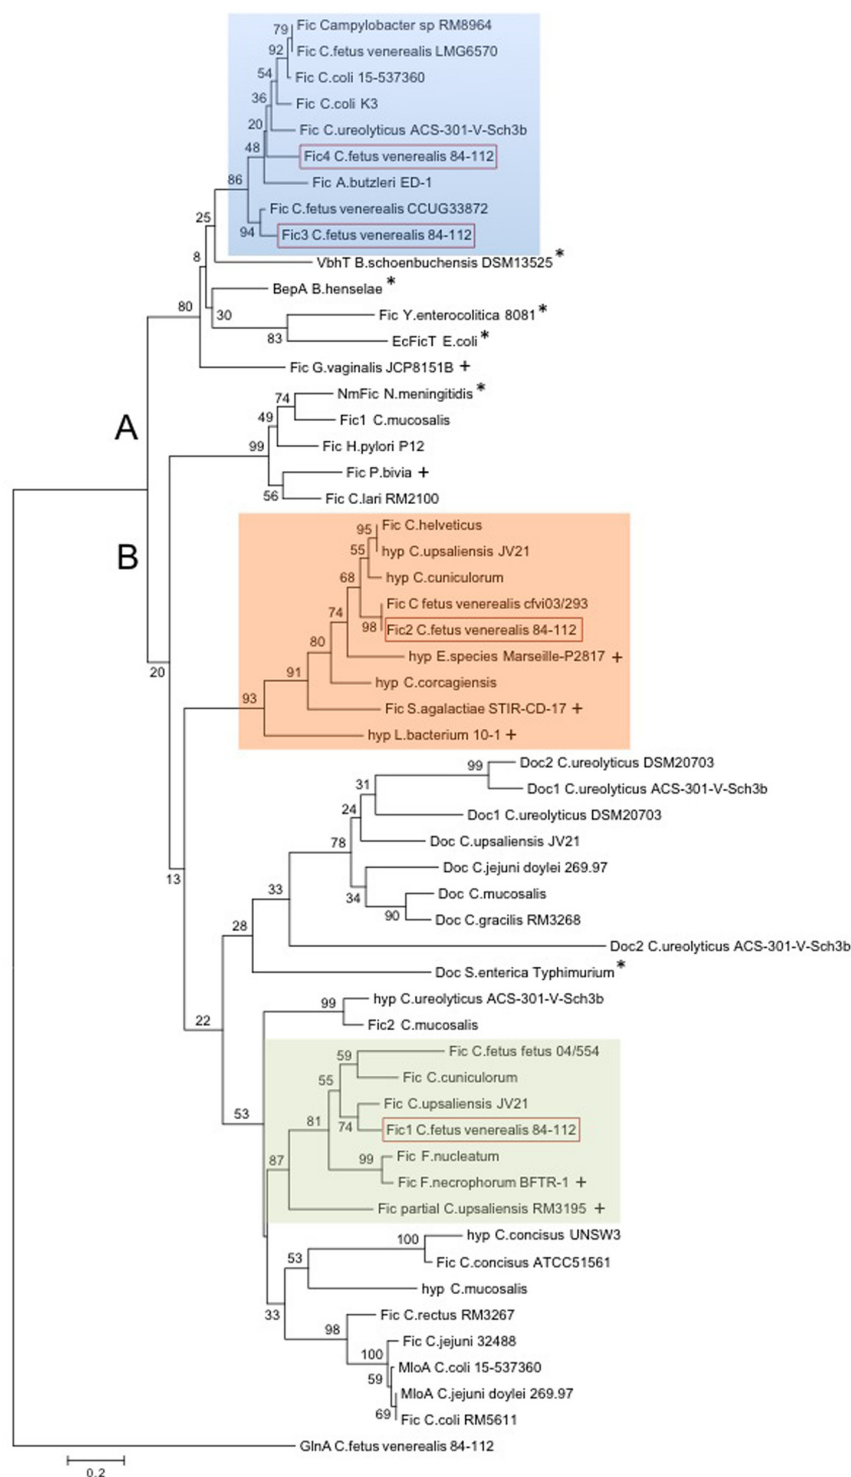 79 Fic Campylobacter sp RM8964
92 Fic C.fetus venerealis LMG6570
54 Fic C.coli 15-537360
36 Fic C.coli K3
20 Fic C.ureolyticus ACS-301-V-Sch3b
48 Fic4 C.fetus venerealis 84-112
86 Fic A.butzleri ED-1
Fic C.fetus venerealis CCUG33872
94 Fic3 C.fetus venerealis 84-112
25
8 VbhT B.schoenbuchensis DSM13525 *
BepA B.henselae *
80 30 Fic Y.enterocolitica 8081 *
83 EcFicT E.coli *
Fic G.vaginalis JCP8151B +
74 NmFic N.meningitidis *
A 49 Fic1 C.mucosalis
99 Fic H.pylori P12
Fic P.bivia +
56 Fic C.lari RM2100
95 Fic C.helveticus
B 55 hyp C.upsaliensis JV21
68 hyp C.cuniculorum
74 Fic C fetus venerealis cfvi03/293
98 Fic2 C.fetus venerealis 84-112
80 hyp E.species Marseille-P2817 +
20 91 hyp C.corcagiensis
93 Fic S.agalactiae STIR-CD-17 +
hyp L.bacterium 10-1 +
99 Doc2 C.ureolyticus DSM20703
31 Doc1 C.ureolyticus ACS-301-V-Sch3b
24 Doc1 C.ureolyticus DSM20703
78 Doc C.upsaliensis JV21
13 Doc C.jejuni doylei 269.97
33 34 Doc C.mucosalis
90 Doc C.gracilis RM3268
28 Doc2 C.ureolyticus ACS-301-V-Sch3b
Doc S.enterica Typhimurium *
99 hyp C.ureolyticus ACS-301-V-Sch3b
22 Fic2 C.mucosalis
59 Fic C.fetus fetus 04/554
55 Fic C.cuniculorum
Fic C.upsaliensis JV21
53 81 74 Fic1 C.fetus venerealis 84-112
87 99 Fic F.nucleatum
Fic F.necrophorum BFTR-1 +
Fic partial C.upsaliensis RM3195 +
100 hyp C.concisus UNSW3
53 Fic C.concisus ATCC51561
hyp C.mucosalis
33 Fic C.rectus RM3267
98 Fic C.jejuni 32488
100 MloA C.coli 15-537360
59 MloA C.jejuni doylei 269.97
69 Fic C.coli RM5611
GlnA C.fetus venerealis 84-112
0.2